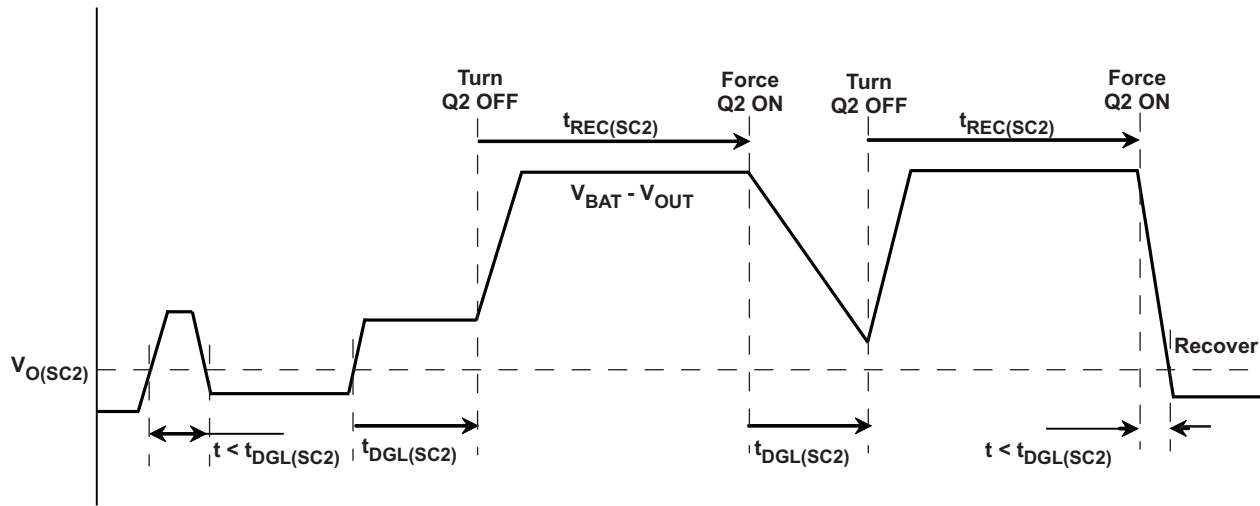 Turn
Q2 OFF
Force
Q2 ON
Turn
Q2 OFF
Force
Q2 ON
tREC(SC2)
tREC(SC2)
VBAT - VOUT
VO(SC2)
Recover
t < tDGL(SC2)
tDGL(SC2)
tDGL(SC2)
t < tDGL(SC2)